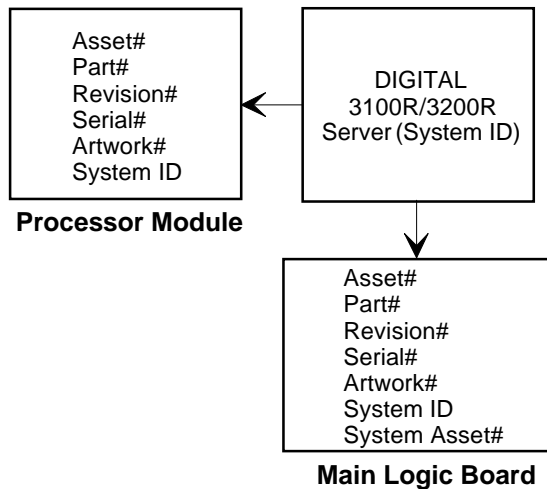 Asset#
Part#
Revision#
Serial#
Artwork#
System ID
Processor Module
DIGITAL
3100R/3200R
Server (System ID)
Asset#
Part#
Revision#
Serial#
Artwork#
System ID
System Asset#
Main Logic Board